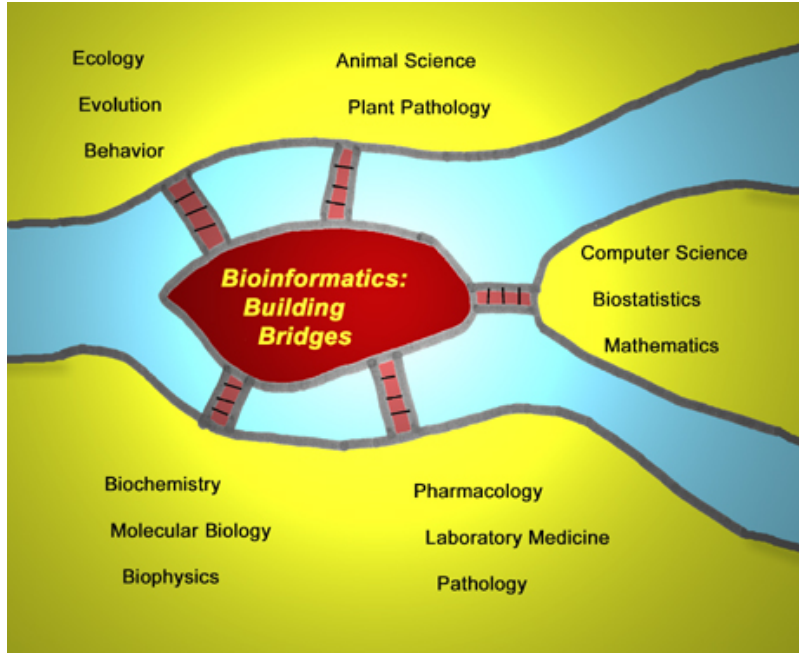 Ecology
Evolution
Behavior
Animal Science
Plant Pathology
Bioinformatics:
Building
Bridges
Computer Science
Biostatistics
Mathematics
Biochemistry
Molecular Biology
Biophysics
Pharmacology
Laboratory Medicine
Pathology